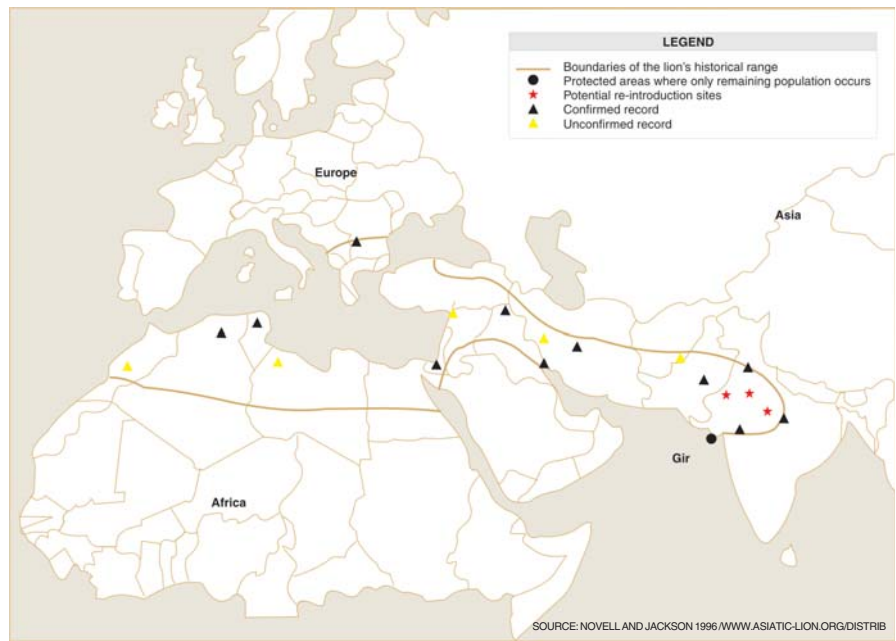 LEGEND
Boundaries of the lion's historical range
Protected areas where only remaining population occurs
Potential re-introduction sites
Confirmed record
Unconfirmed record
Europe
Asia
Gir
Africa
SOURCE: NOVELL AND JACKSON 1996 /WWW.ASIATIC-LION.ORG/DISTRIB